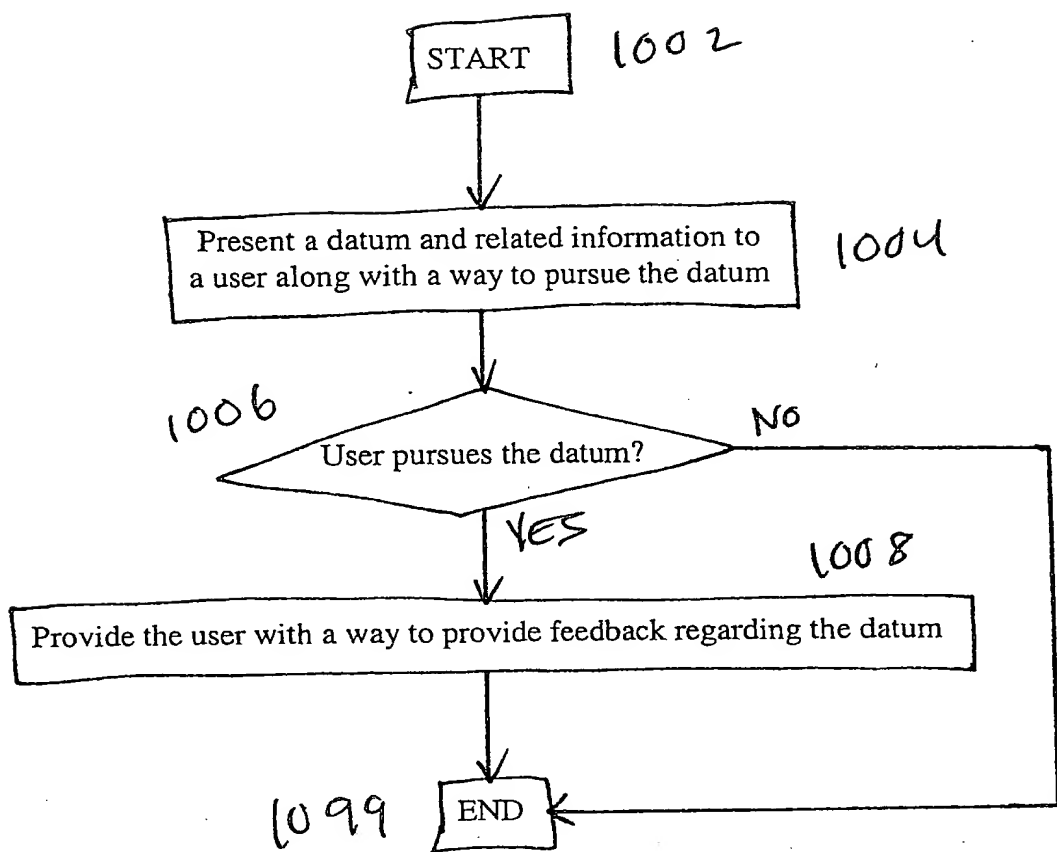 START 1002
Present a datum and related information to
a user along with a way to pursue the datum
1004
1006
User pursues the datum?
NO
YES
1008
Provide the user with a way to provide feedback regarding the datum
1099
END